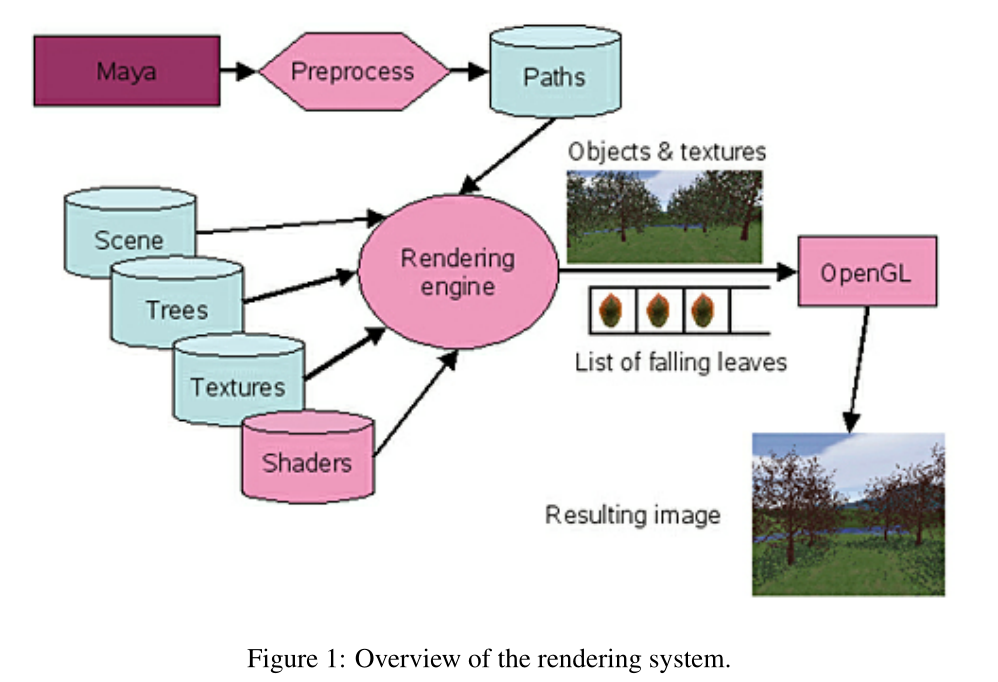 Maya
Preprocess
Paths
Objects & textures
Scene
Trees
Textures
Shaders
Rendering
engine
OpenGL
List of falling leaves
Resulting image
Figure 1: Overview of the rendering system.